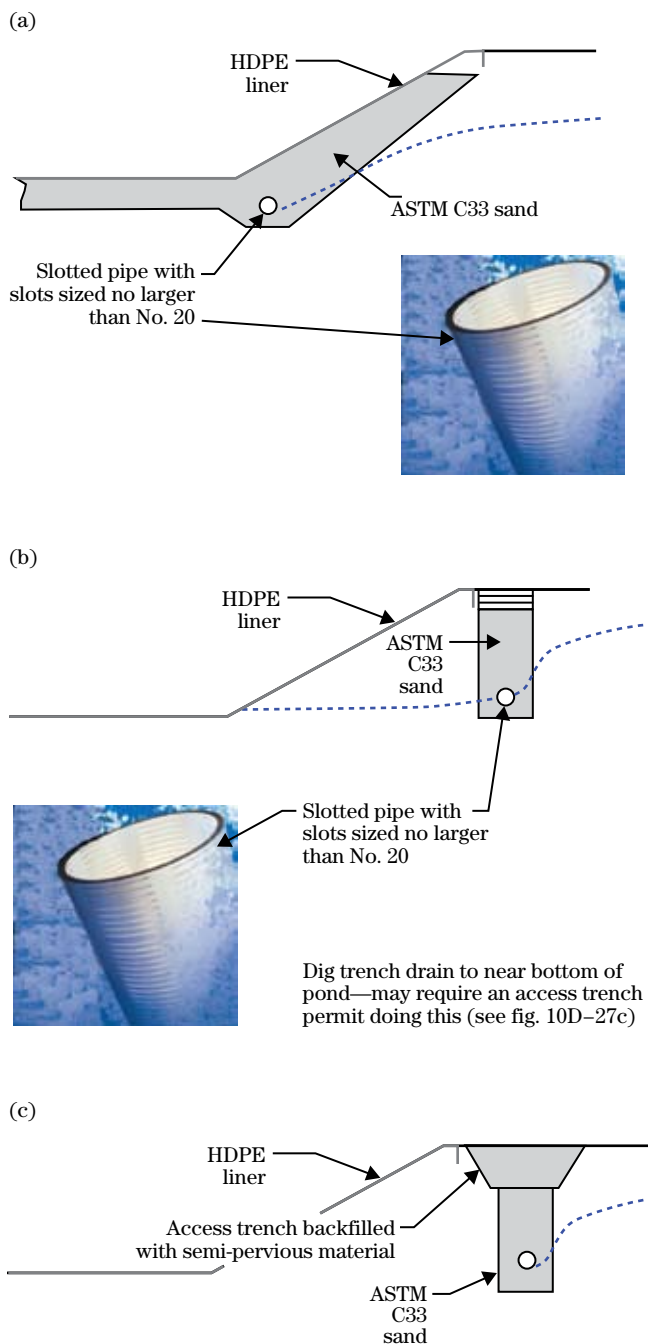 (a)
HDPE
liner
ASTM C33 sand
Slotted pipe with
slots sized no larger
than No. 20
(b)
HDPE
liner
ASTM
C33
sand
Slotted pipe with
slots sized no larger
than No. 20
Dig trench drain to near bottom of
pond—may require an access trench
permit doing this (see fig. 10D–27c)
(c)
HDPE
liner
Access trench backfilled
with semi-pervious material
ASTM
C33
sand